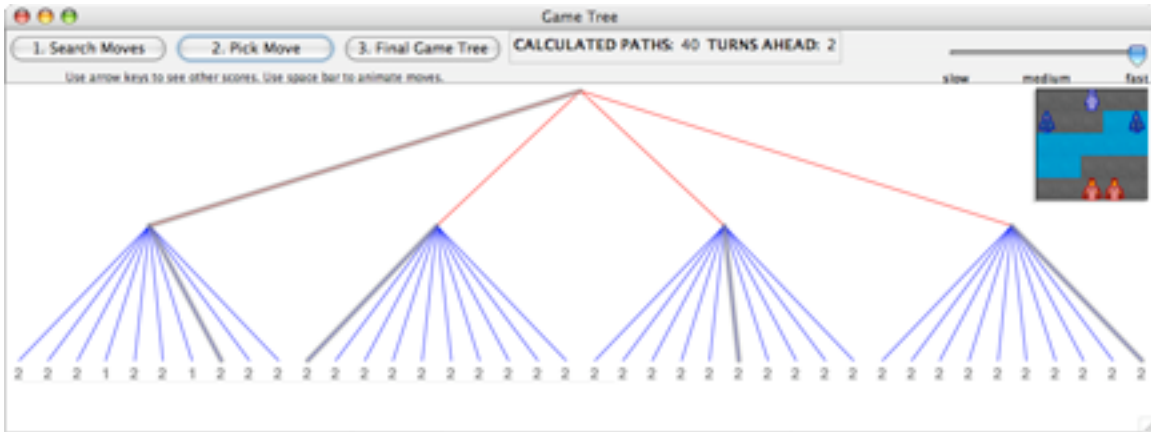 Game Tree
1. Search Moves 2. Pick Move 3. Final Game Tree CALCULATED PATHS: 40 TURNS AHEAD: 2
Use arrow keys to see other scores. Use space bar to animate moves. slow medium fast
2 2 2 1 2 2 1 2 2 2 2 2 2 2 2 2 2 2 2 2 2 2 2 2 2 2 2 2 2 2 2 2 2 2 2 2 2 2 2 2